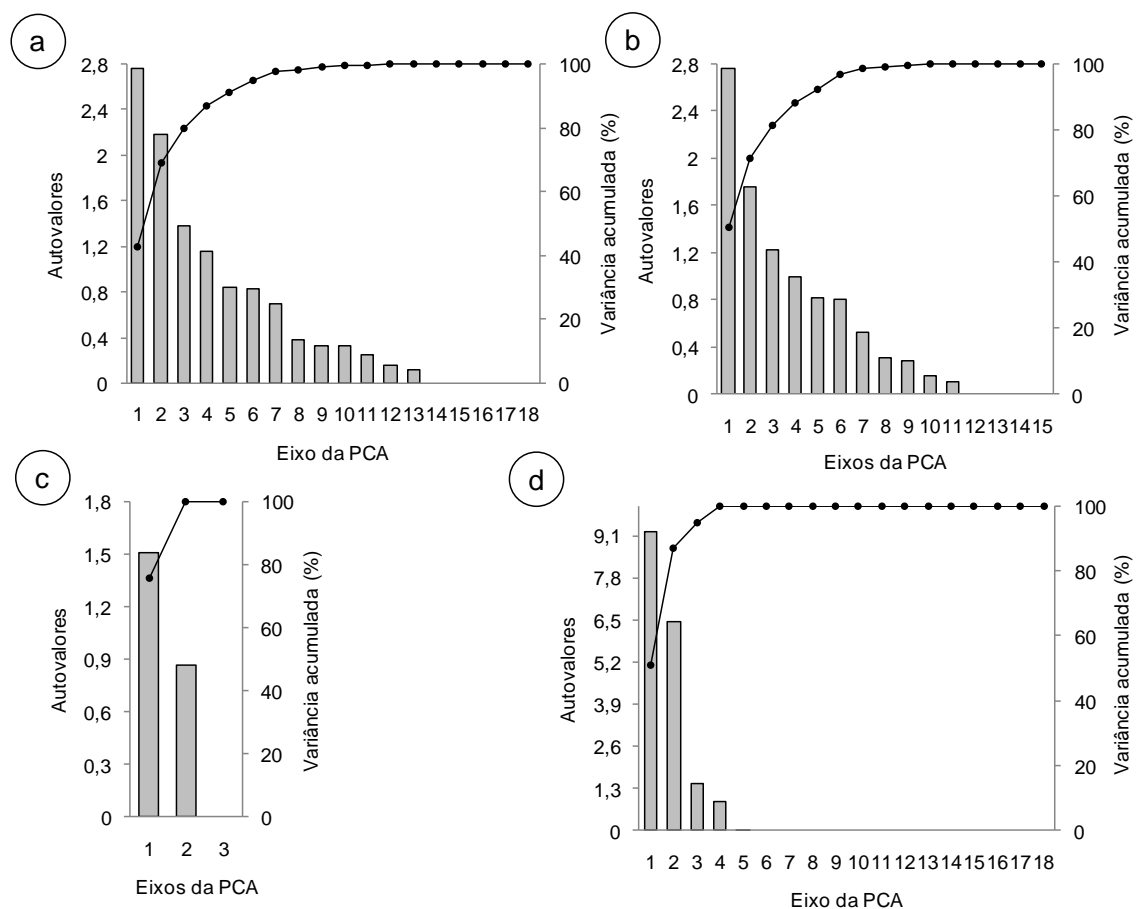 a
2,8
2,4
2
1,6
1,2
0,8
0,4
0
Autovalores
100
80
60
40
20
0
Variância acumulada (%)
1 2 3 4 5 6 7 8 9 10 11 12 13 14 15 16 17 18
Eixo da PCA
b
2,8
2,4
2
1,6
1,2
0,8
0,4
0
Autovalores
100
80
60
40
20
0
Variância acumulada (%)
1 2 3 4 5 6 7 8 9 10 11 12 13 14 15
Eixos da PCA
c
1,8
1,5
1,2
0,9
0,6
0,3
0
Autovalores
100
80
60
40
20
0
Variância acumulada (%)
1 2 3
Eixos da PCA
d
9,1
7,8
6,5
5,2
3,9
2,6
1,3
0
Autovalores
100
80
60
40
20
0
Variância acumulada (%)
1 2 3 4 5 6 7 8 9 10 11 12 13 14 15 16 17 18
Eixo da PCA